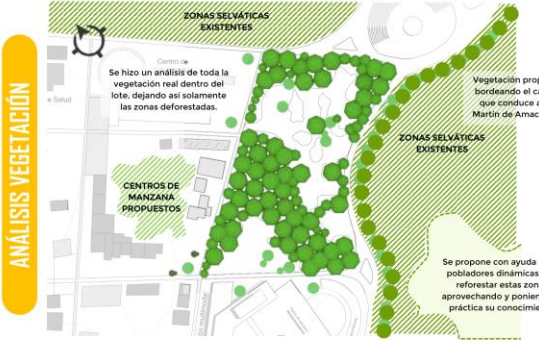 ANÁLISIS VEGETACIÓN
ZONAS SELVÁTICAS
EXISTENTES
Centro de
Se hizo un análisis de toda la
vegetación real dentro del
lote, dejando así solamente
las zonas deforestadas.
e Salud
Vegetación prop
bordeando el ca
que conduce a
Martín de Amac
ZONAS SELVÁTICAS
EXISTENTES
CENTROS DE
MANZANA
PROPUESTOS
Se propone con ayuda
pobladores dinámicas
reforestar estas zon
aprovechando y ponien
práctica su conocimie